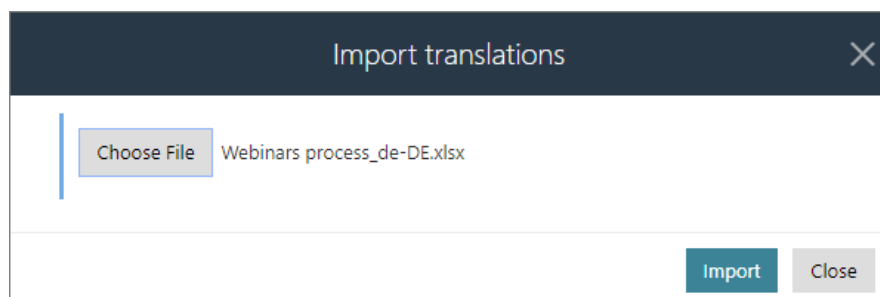 Import translations
Choose File Webinars process_de-DE.xlsx
Import Close